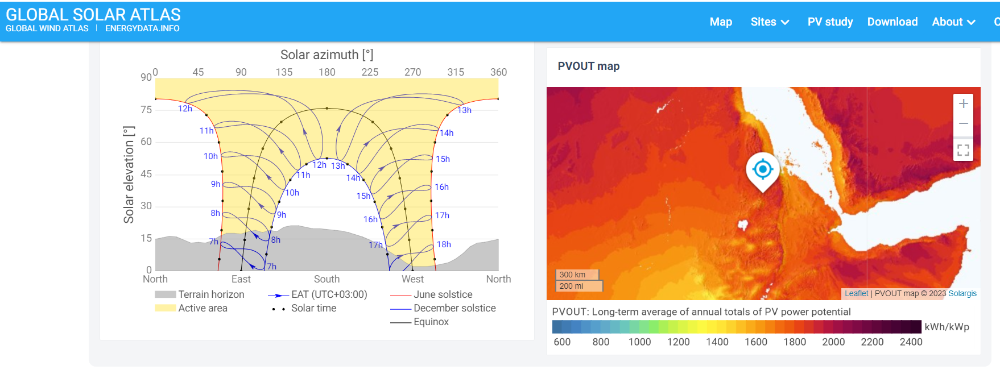 GLOBAL SOLAR ATLAS
GLOBAL WIND ATLAS | ENERGYDATA.INFO
Map Sites PV study Download About
Solar azimuth [°]
0 45 90 135 180 225 270 315 360
Solar elevation [°]
90
75
60
45
30
15
0
12h
11h
10h
9h
8h
7h
12h
13h
11h
10h
9h
8h
7h
14h
15h
16h
17h
13h
14h
15h
16h
17h
18h
North East South West North
Terrain horizon
Active area
EAT (UTC+03:00)
Solar time
June solstice
December solstice
Equinox
PVOUT map
+
−
300 km
200 mi
Leaflet | PVOUT map © 2023 Solargis
PVOUT: Long-term average of annual totals of PV power potential
kWh/kWp
600 800 1000 1200 1400 1600 1800 2000 2200 2400